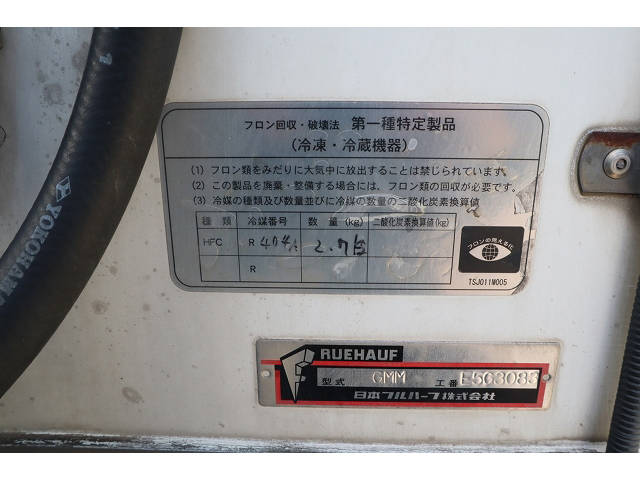 フロン回収・破壊法 第一種特定製品
(冷凍・冷蔵機器)
(1) フロン類をみだりに大気中に放出することは禁じられています。
(2) この製品を廃棄・整備する場合には、フロン類の回収が必要です。
(3) 冷媒の種類及び数量並びに冷媒の数量の二酸化炭素換算値
種類 冷媒番号 数量 (kg) 二酸化炭素換算値(kg)
HFC R 404A 2.7
R
フロンの見える化
TSJ011M005
YOKOHAMA
RUEHAUF
型式 GMM 工番
日本フルハーフ株式会社